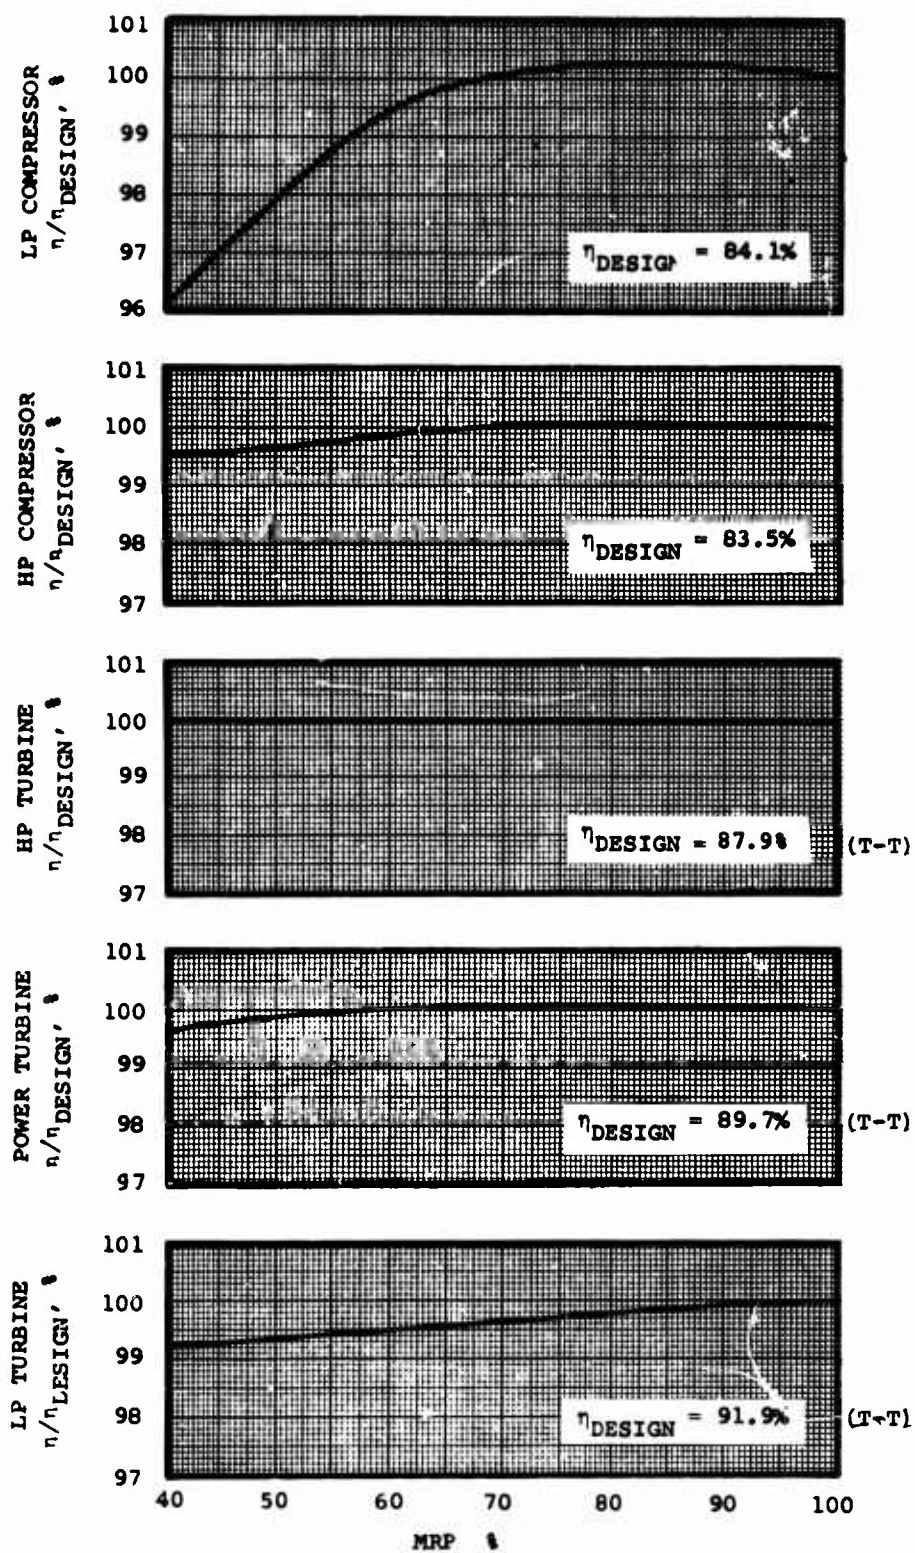 LP COMPRESSOR
η/ηDESIGN' %
101
100
99
98
97
96
ηDESIGN = 84.1%
HP COMPRESSOR
η/ηDESIGN' %
101
100
99
98
97
ηDESIGN = 83.5%
HP TURBINE
η/ηDESIGN' %
101
100
99
98
97
ηDESIGN = 87.9%
(T-T)
POWER TURBINE
η/ηDESIGN' %
101
100
99
98
97
ηDESIGN = 89.7%
(T-T)
LP TURBINE
η/ηLESIGN' %
101
100
99
98
97
ηDESIGN = 91.9%
(T-T)
40 50 60 70 80 90 100
MRP %